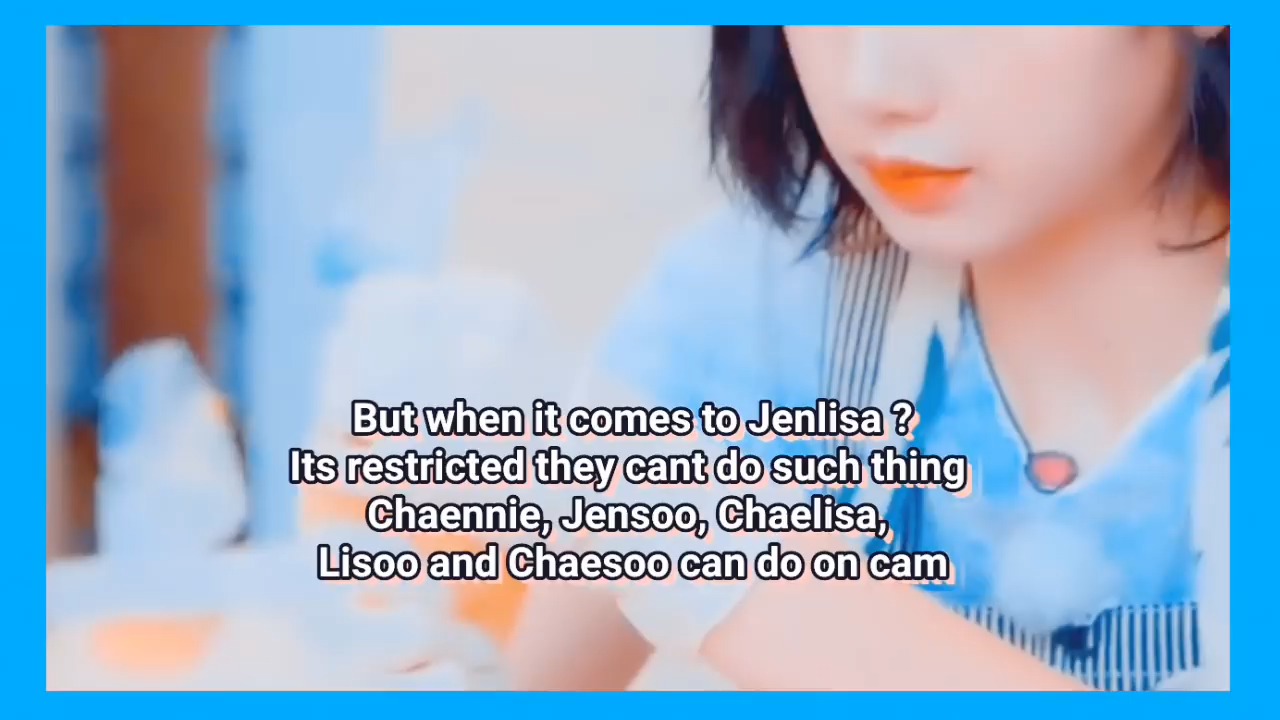 But when it comes to Jenlisa ?
Its restricted they cant do such thing
Chaennie, Jensoo, Chaelisa,
Lisoo and Chaesoo can do on cam